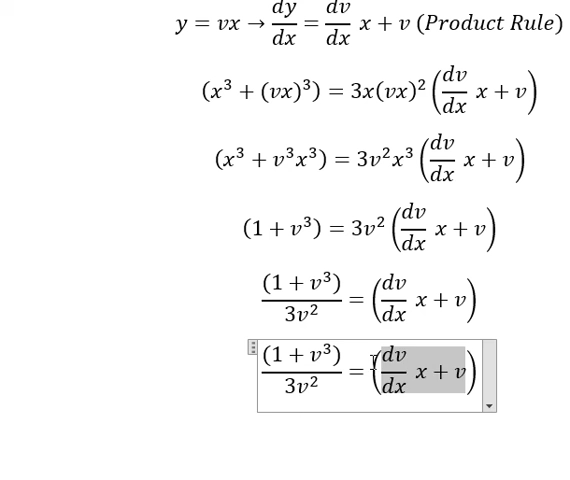 y = vx → dy/dx = dv/dx x + v (Product Rule)
(x³ + (vx)³) = 3x(vx)² (dv/dx x + v)
(x³ + v³x³) = 3v²x³ (dv/dx x + v)
(1 + v³) = 3v² (dv/dx x + v)
(1 + v³)/3v² = (dv/dx x + v)
(1 + v³)/3v² = (dv/dx x + v)